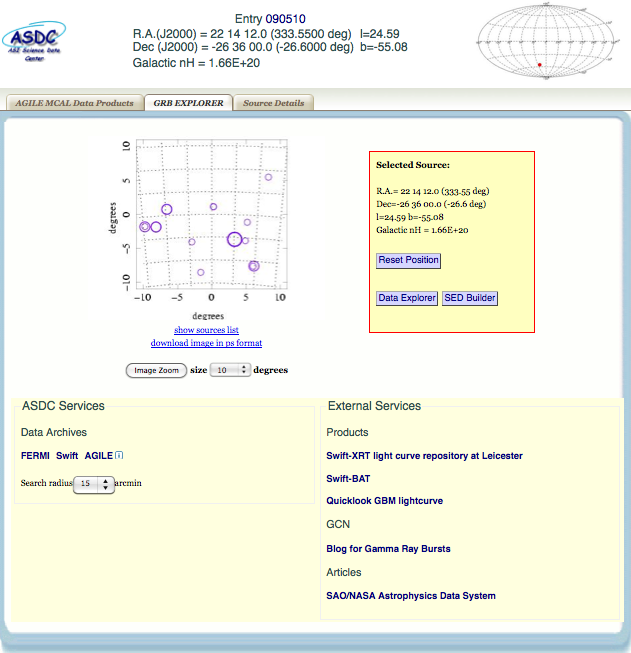 Entry 090510
R.A.(J2000) = 22 14 12.0 (333.5500 deg) l=24.59
Dec (J2000) = -26 36 00.0 (-26.6000 deg) b=-55.08
Galactic nH = 1.66E+20
ASDC
ASI Science Data
Center
AGILE MCAL Data Products
GRB EXPLORER
Source Details
degrees
10
5
0
−5
−10
−10 −5 0 5 10
degrees
show sources list
download image in ps format
Image Zoom size 10 degrees
Selected Source:
R.A.= 22 14 12.0 (333.55 deg)
Dec=-26 36 00.0 (-26.6 deg)
l=24.59 b=-55.08
Galactic nH = 1.66E+20
Reset Position
Data Explorer SED Builder
ASDC Services
Data Archives
FERMI Swift AGILE i
Search radius 15 arcmin
External Services
Products
Swift-XRT light curve repository at Leicester
Swift-BAT
Quicklook GBM lightcurve
GCN
Blog for Gamma Ray Bursts
Articles
SAO/NASA Astrophysics Data System